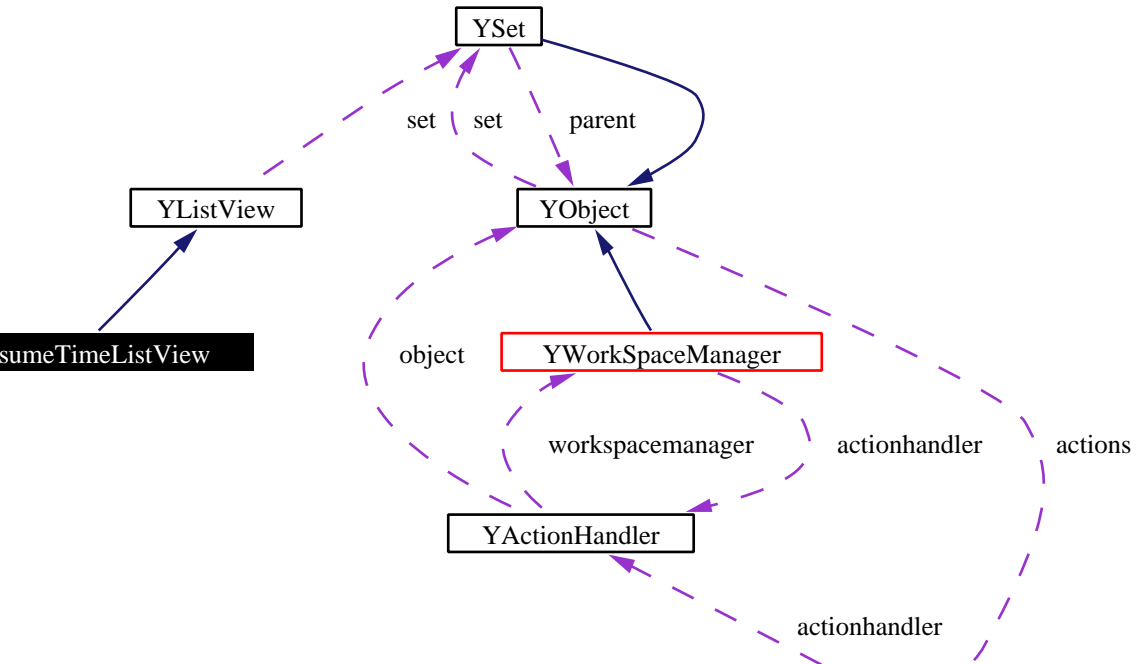 YSet
set
set
parent
YListView
YObject
sumeTimeListView
object
YWorkSpaceManager
workspacemanager
actionhandler
actions
YActionHandler
actionhandler